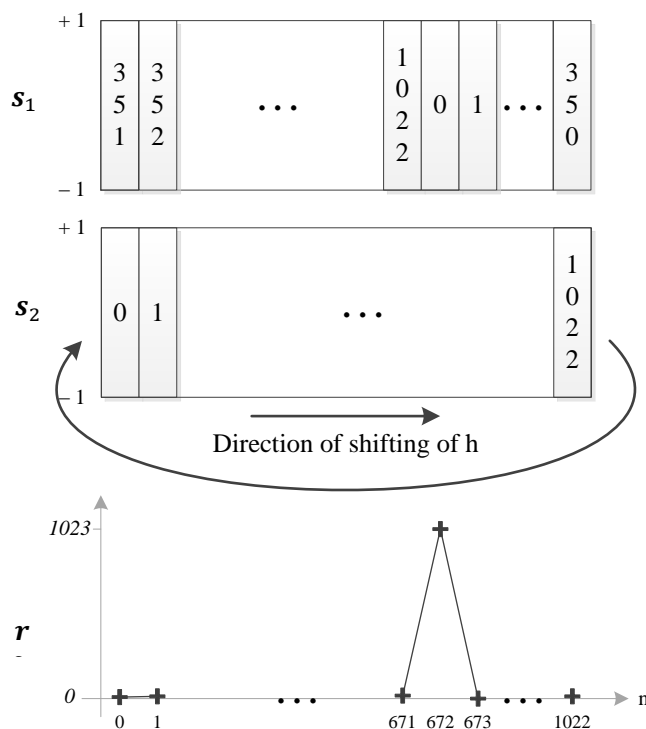 + 1
s₁
3 5 1
3 5 2
...
1 0 2 2
0
1
...
3 5 0
– 1
+ 1
s₂
0
1
...
1 0 2 2
– 1
Direction of shifting of h
1023
r
0
... ...
n
0 1 671 672 673 1022